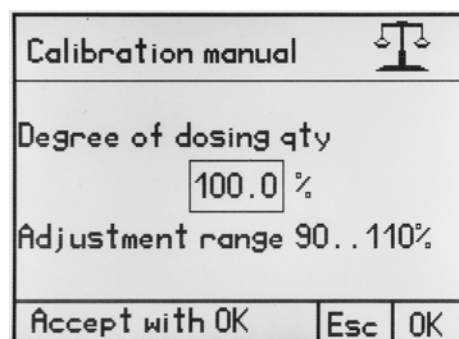 Calibration manual
Degree of dosing qty
100.0 %
Adjustment range 90..110%
Accept with OK Esc OK